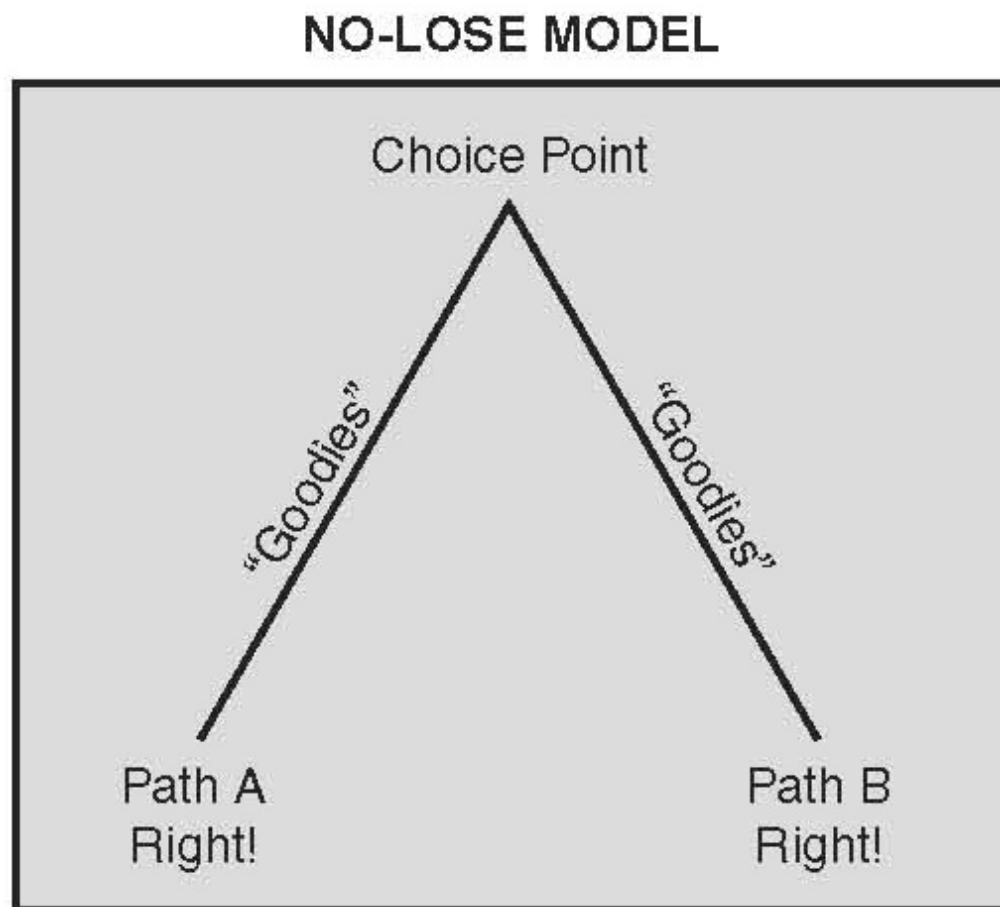 NO-LOSE MODEL
Choice Point
“Goodies”
“Goodies”
Path A
Right!
Path B
Right!